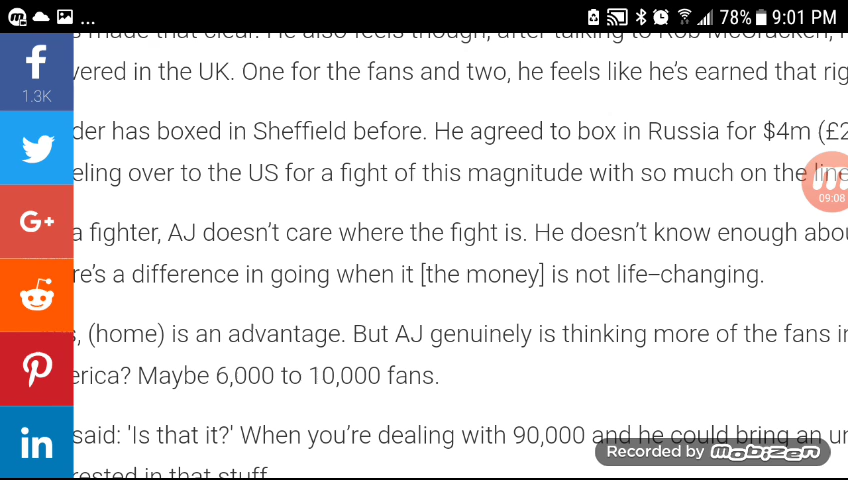 78% 9:01 PM
made that clear. He also feels though, after talking to Rob McCracken,
vered in the UK. One for the fans and two, he feels like he's earned that rig
der has boxed in Sheffield before. He agreed to box in Russia for $4m (£2
eling over to the US for a fight of this magnitude with so much on the line
a fighter, AJ doesn't care where the fight is. He doesn't know enough abo
re's a difference in going when it [the money] is not life–changing.
s, (home) is an advantage. But AJ genuinely is thinking more of the fans i
erica? Maybe 6,000 to 10,000 fans.
said: 'Is that it?' When you're dealing with 90,000 and he could bring an u
rested in that stuff
f
1.3K
G+
in
m
09:08
Recorded by mobizen